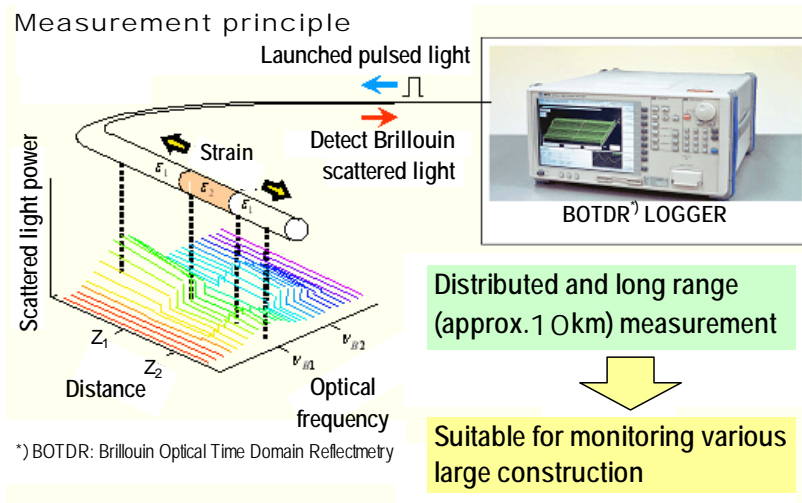 Measurement principle
Launched pulsed light
Detect Brillouin
scattered light
Strain
ε₁
ε₂
ε₁
Scattered light power
Z₁
Z₂
Distance
ν_B1
ν_B2
Optical
frequency
*) BOTDR: Brillouin Optical Time Domain Reflectmetry
BOTDR*) LOGGER
Distributed and long range
(approx.10km) measurement
Suitable for monitoring various
large construction